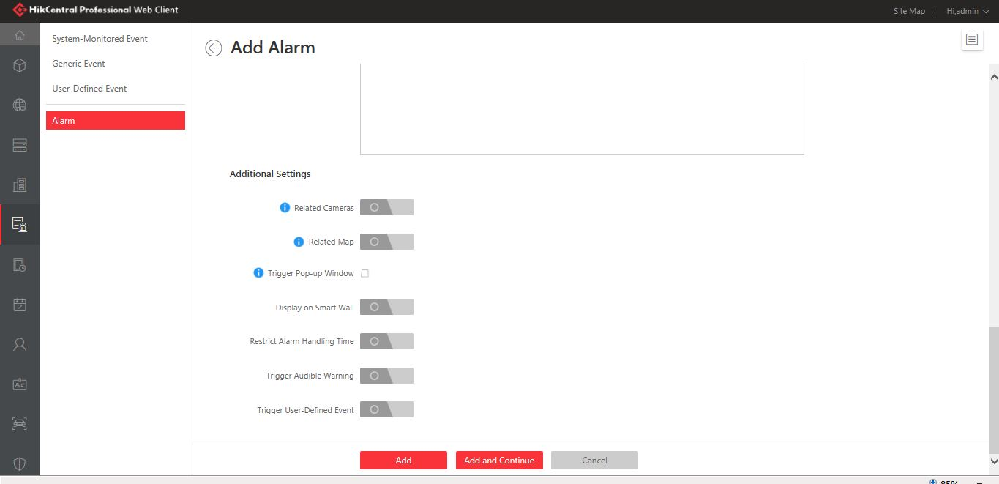 HikCentral Professional Web Client
Site Map | Hi,admin
System-Monitored Event
Generic Event
User-Defined Event
Alarm
Add Alarm
Additional Settings
Related Cameras
Related Map
Trigger Pop-up Window
Display on Smart Wall
Restrict Alarm Handling Time
Trigger Audible Warning
Trigger User-Defined Event
Add Add and Continue Cancel
85%